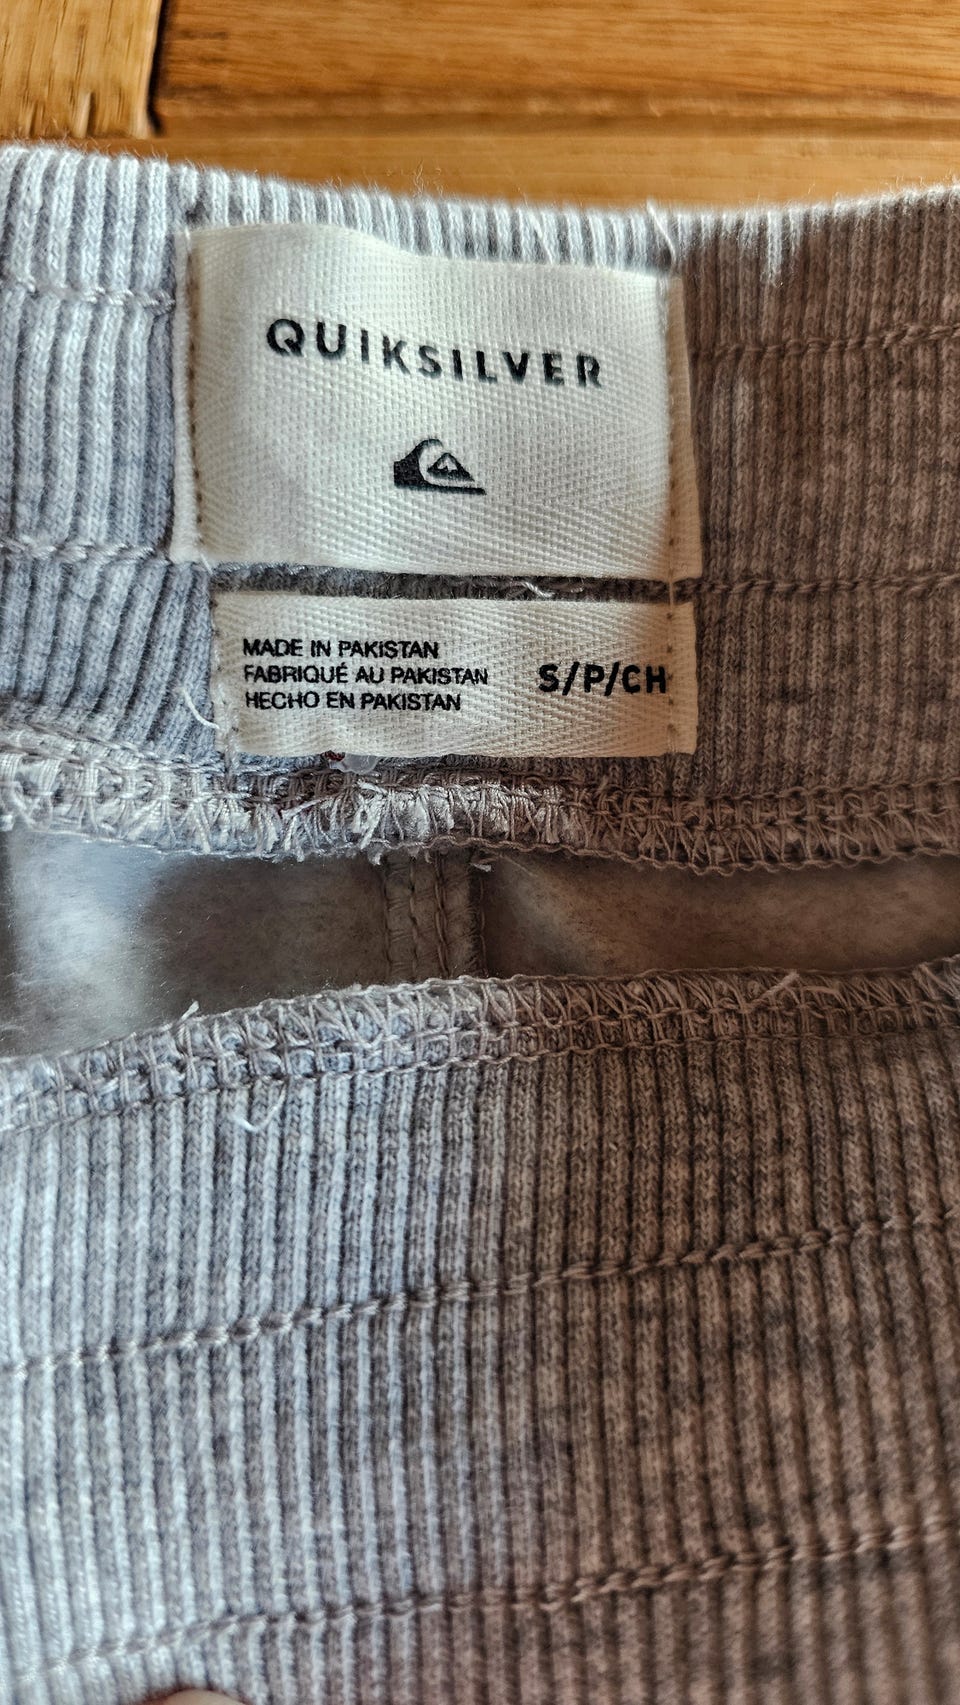 QUIKSILVER
MADE IN PAKISTAN
FABRIQUÉ AU PAKISTAN
HECHO EN PAKISTAN
S/P/CH